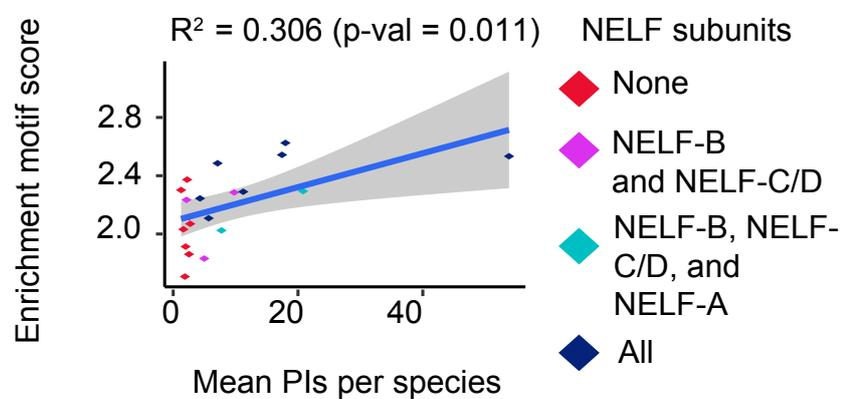 R² = 0.306 (p-val = 0.011)
NELF subunits
Enrichment motif score
2.8
2.4
2.0
0
20
40
Mean PIs per species
None
NELF-B
and NELF-C/D
NELF-B, NELF-
C/D, and
NELF-A
All